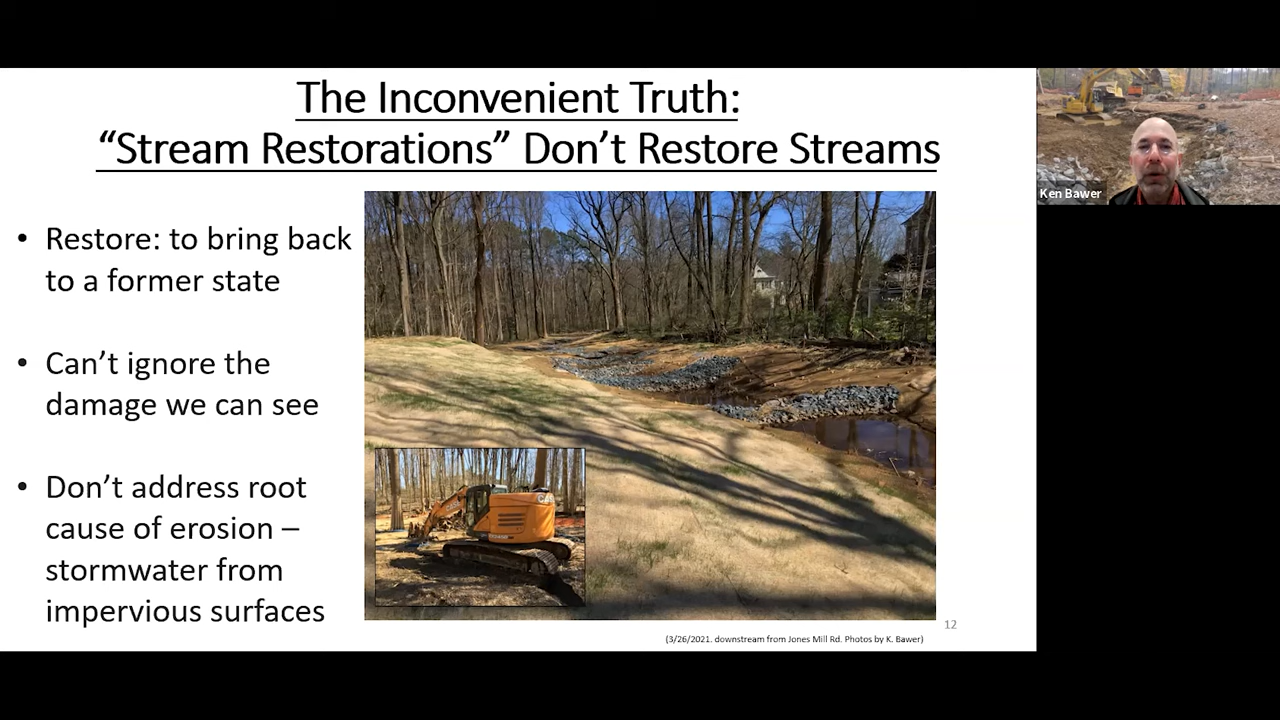 The Inconvenient Truth:
“Stream Restorations” Don’t Restore Streams
• Restore: to bring back
to a former state
• Can’t ignore the
damage we can see
• Don’t address root
cause of erosion –
stormwater from
impervious surfaces
(3/26/2021. downstream from Jones Mill Rd. Photos by K. Bawer)
12
Ken Bawer